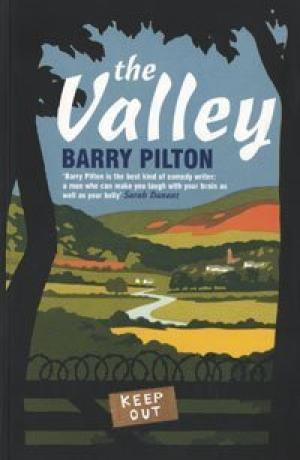 the
Valley
BARRY PILTON
'Barry Pilton is the best kind of comedy writer:
a man who can make you laugh with your brain as
well as your belly' Sarah Dunant
KEEP
OUT